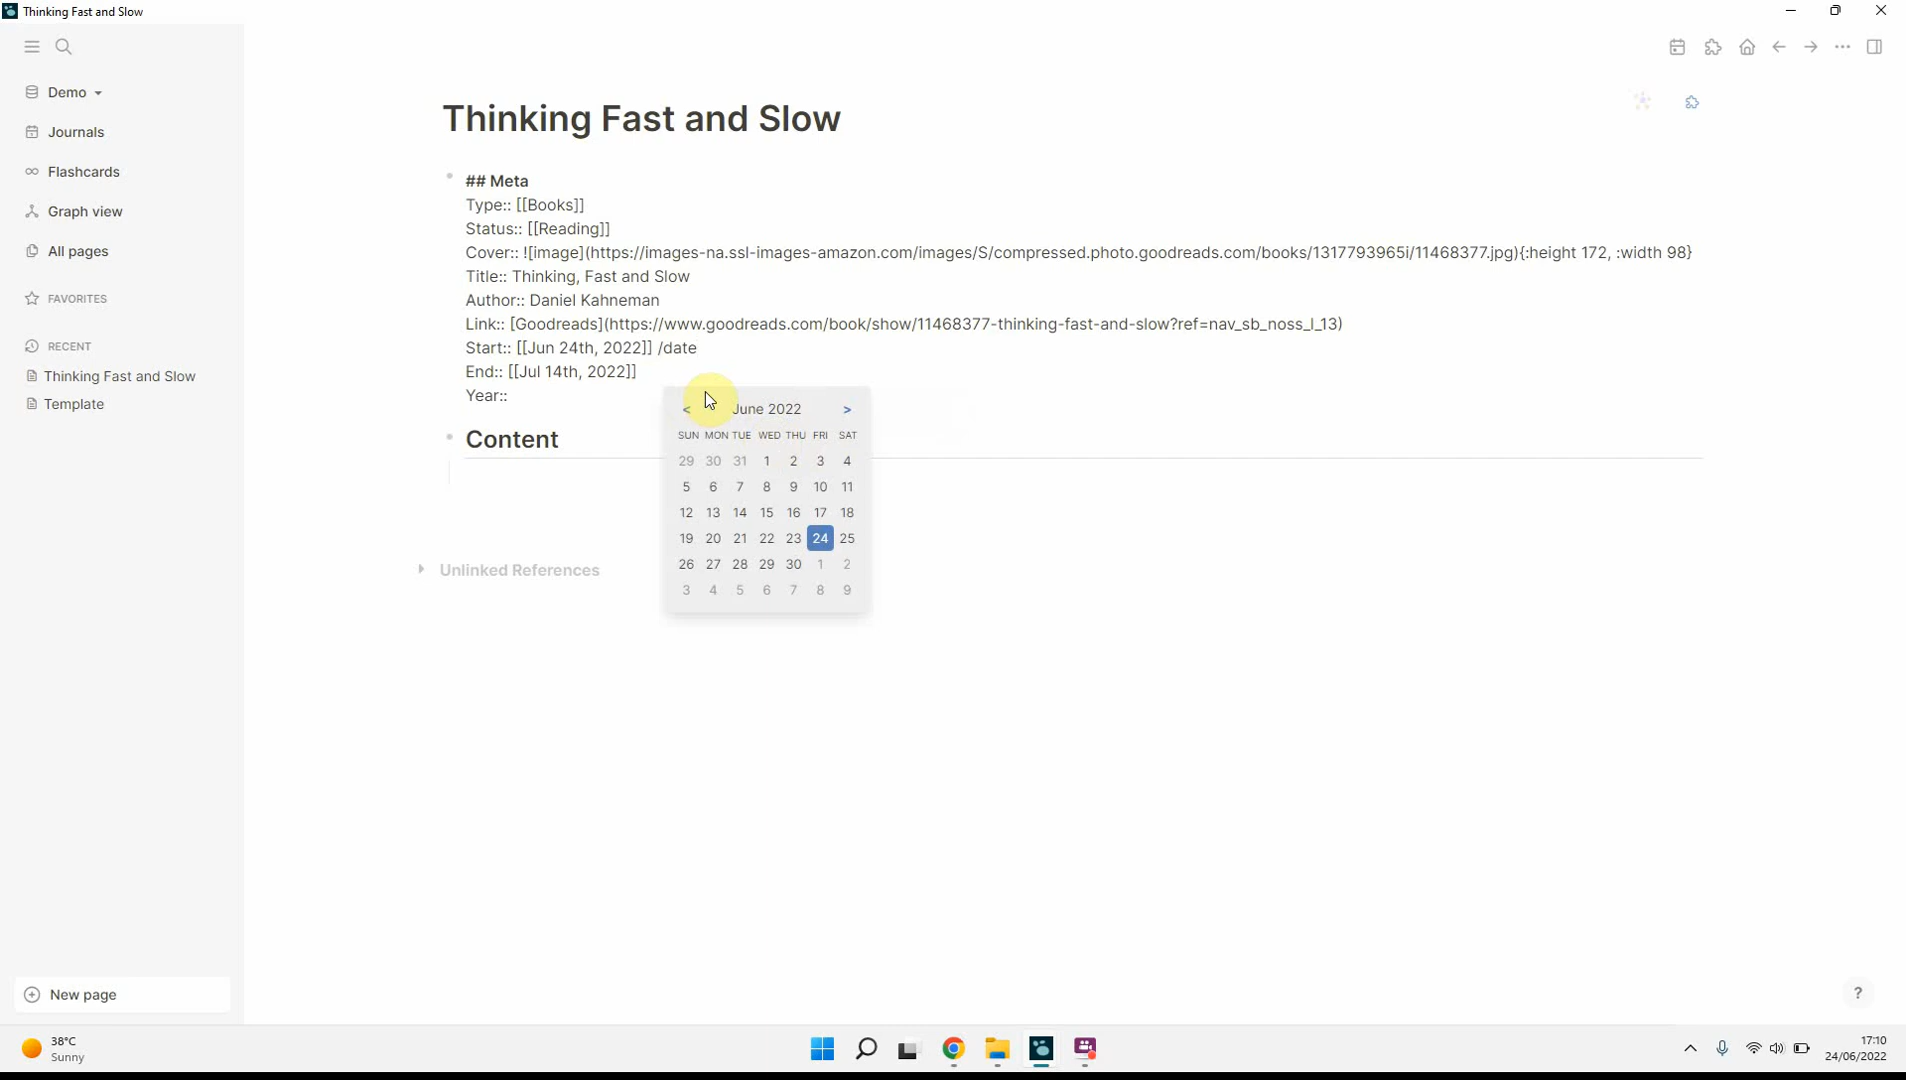 Thinking Fast and Slow
Demo
Journals
Flashcards
Graph view
All pages
FAVORITES
RECENT
Thinking Fast and Slow
Template
New page
Thinking Fast and Slow
## Meta
Type:: [[Books]]
Status:: [[Reading]]
Cover:: ![image](https://images-na.ssl-images-amazon.com/images/S/compressed.photo.goodreads.com/books/1317793965i/11468377.jpg){:height 172, :width 98}
Title:: Thinking, Fast and Slow
Author:: Daniel Kahneman
Link:: [Goodreads](https://www.goodreads.com/book/show/11468377-thinking-fast-and-slow?ref=nav_sb_noss_l_13)
Start:: [[Jun 24th, 2022]] /date
End:: [[Jul 14th, 2022]]
Year::
< June 2022 >
SUN MON TUE WED THU FRI SAT
29 30 31 1 2 3 4
5 6 7 8 9 10 11
12 13 14 15 16 17 18
19 20 21 22 23 24 25
26 27 28 29 30 1 2
3 4 5 6 7 8 9
Content
Unlinked References
?
38°C
Sunny
17:10
24/06/2022